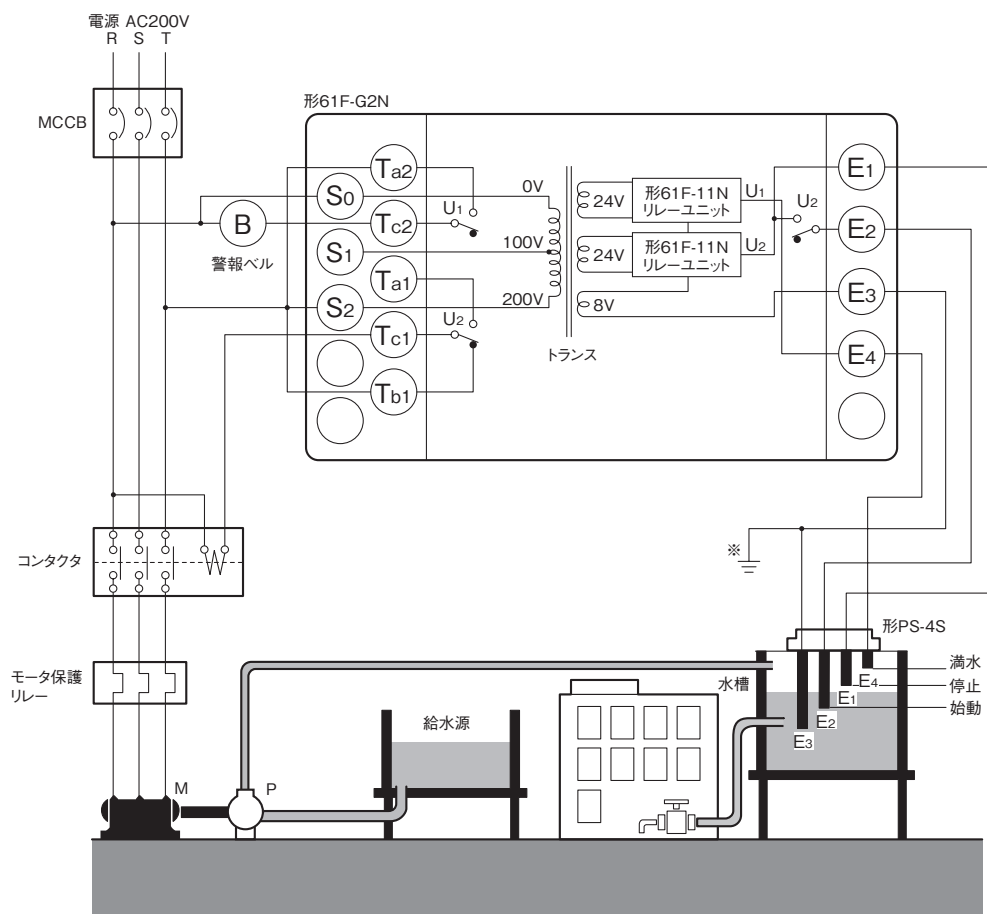 電源 AC200V
R S T
MCCB
形61F-G2N
Ta2
S0
Tc2
B
警報ベル
S1
Ta1
S2
Tc1
Tb1
U1
U2
0V
100V
200V
トランス
24V
形61F-11N
リレーユニット
U1
24V
形61F-11N
リレーユニット
U2
8V
U2
E1
E2
E3
E4
コンタクタ
※
形PS-4S
モータ保護
リレー
水槽
満水
停止
始動
E4
E1
E2
E3
給水源
M
P